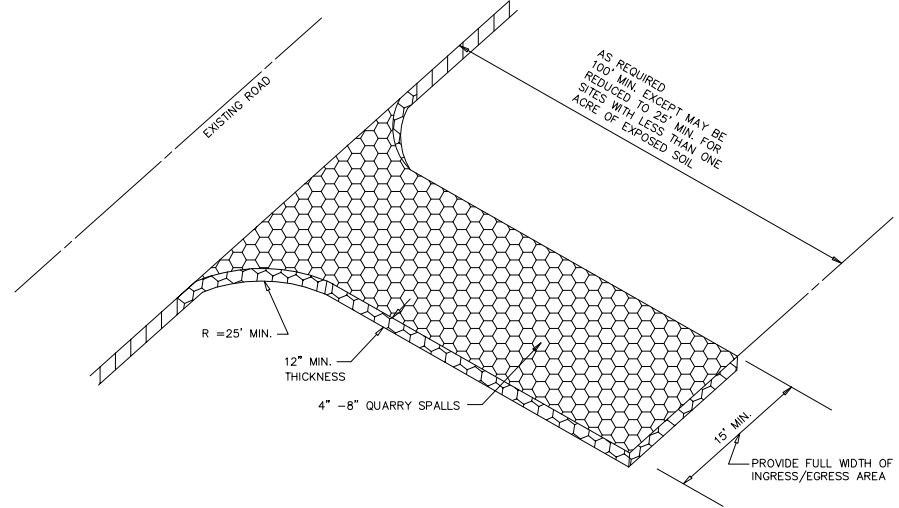 AS REQUIRED
100' MIN. EXCEPT MAY BE
REDUCED TO 25' MIN. FOR
SITES WITH LESS THAN ONE
ACRE OF EXPOSED SOIL
EXISTING ROAD
R =25' MIN.
12" MIN.
THICKNESS
4" -8" QUARRY SPALLS
15' MIN.
PROVIDE FULL WIDTH OF
INGRESS/EGRESS AREA